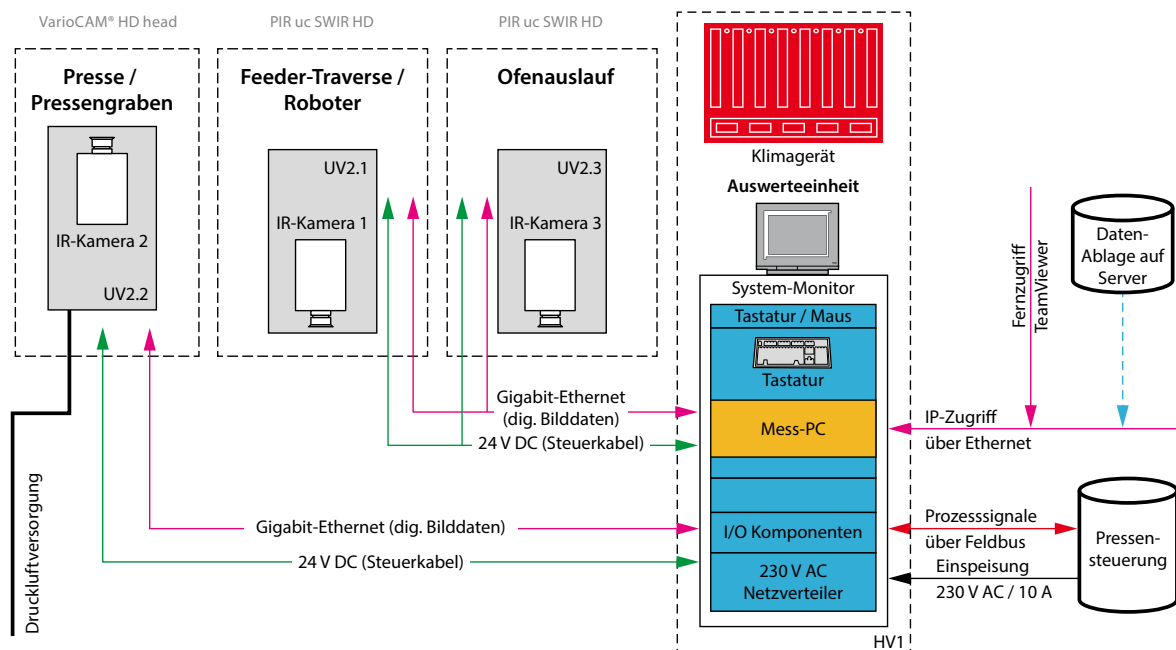 VarioCAM® HD head
PIR uc SWIR HD
PIR uc SWIR HD
Presse /
Pressengraben
IR-Kamera 2
UV2.2
Feeder-Traverse /
Roboter
UV2.1
IR-Kamera 1
Ofenauslauf
UV2.3
IR-Kamera 3
Klimagerät
Auswerteeinheit
System-Monitor
Tastatur / Maus
Tastatur
Mess-PC
I/O Komponenten
230 V AC
Netzverteiler
HV1
Fernzugriff
TeamViewer
Daten-
Ablage auf
Server
Gigabit-Ethernet
(dig. Bilddaten)
24 V DC (Steuerkabel)
IP-Zugriff
über Ethernet
Gigabit-Ethernet (dig. Bilddaten)
24 V DC (Steuerkabel)
Prozesssignale
über Feldbus
Einspeisung
230 V AC / 10 A
Pressen-
steuerung
Druckluftversorgung